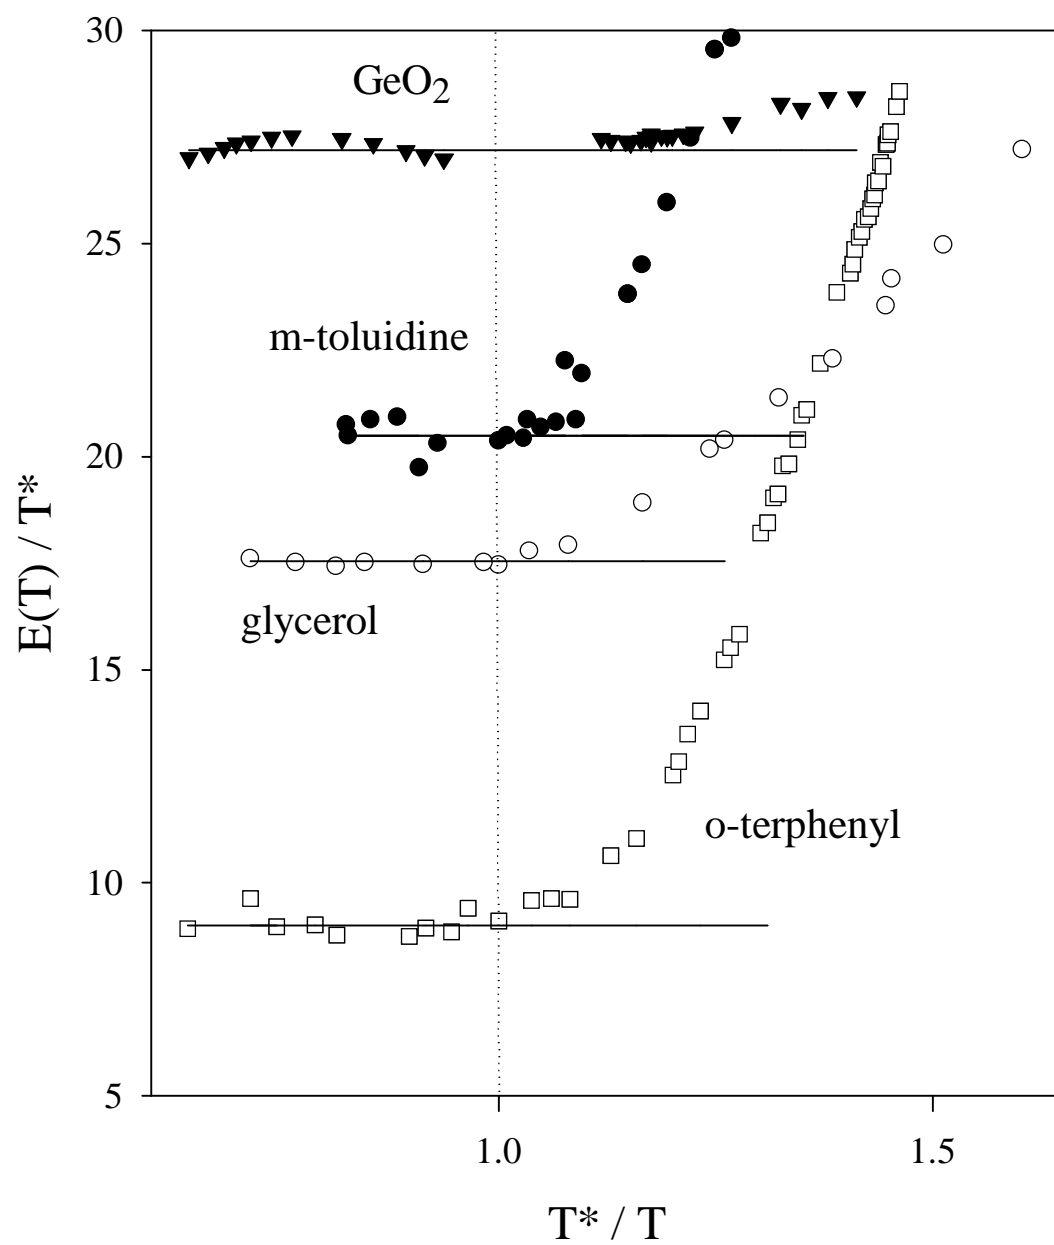 30
GeO2
25
m-toluidine
20
E(T) / T*
glycerol
15
o-terphenyl
10
5
1.0
1.5
T* / T